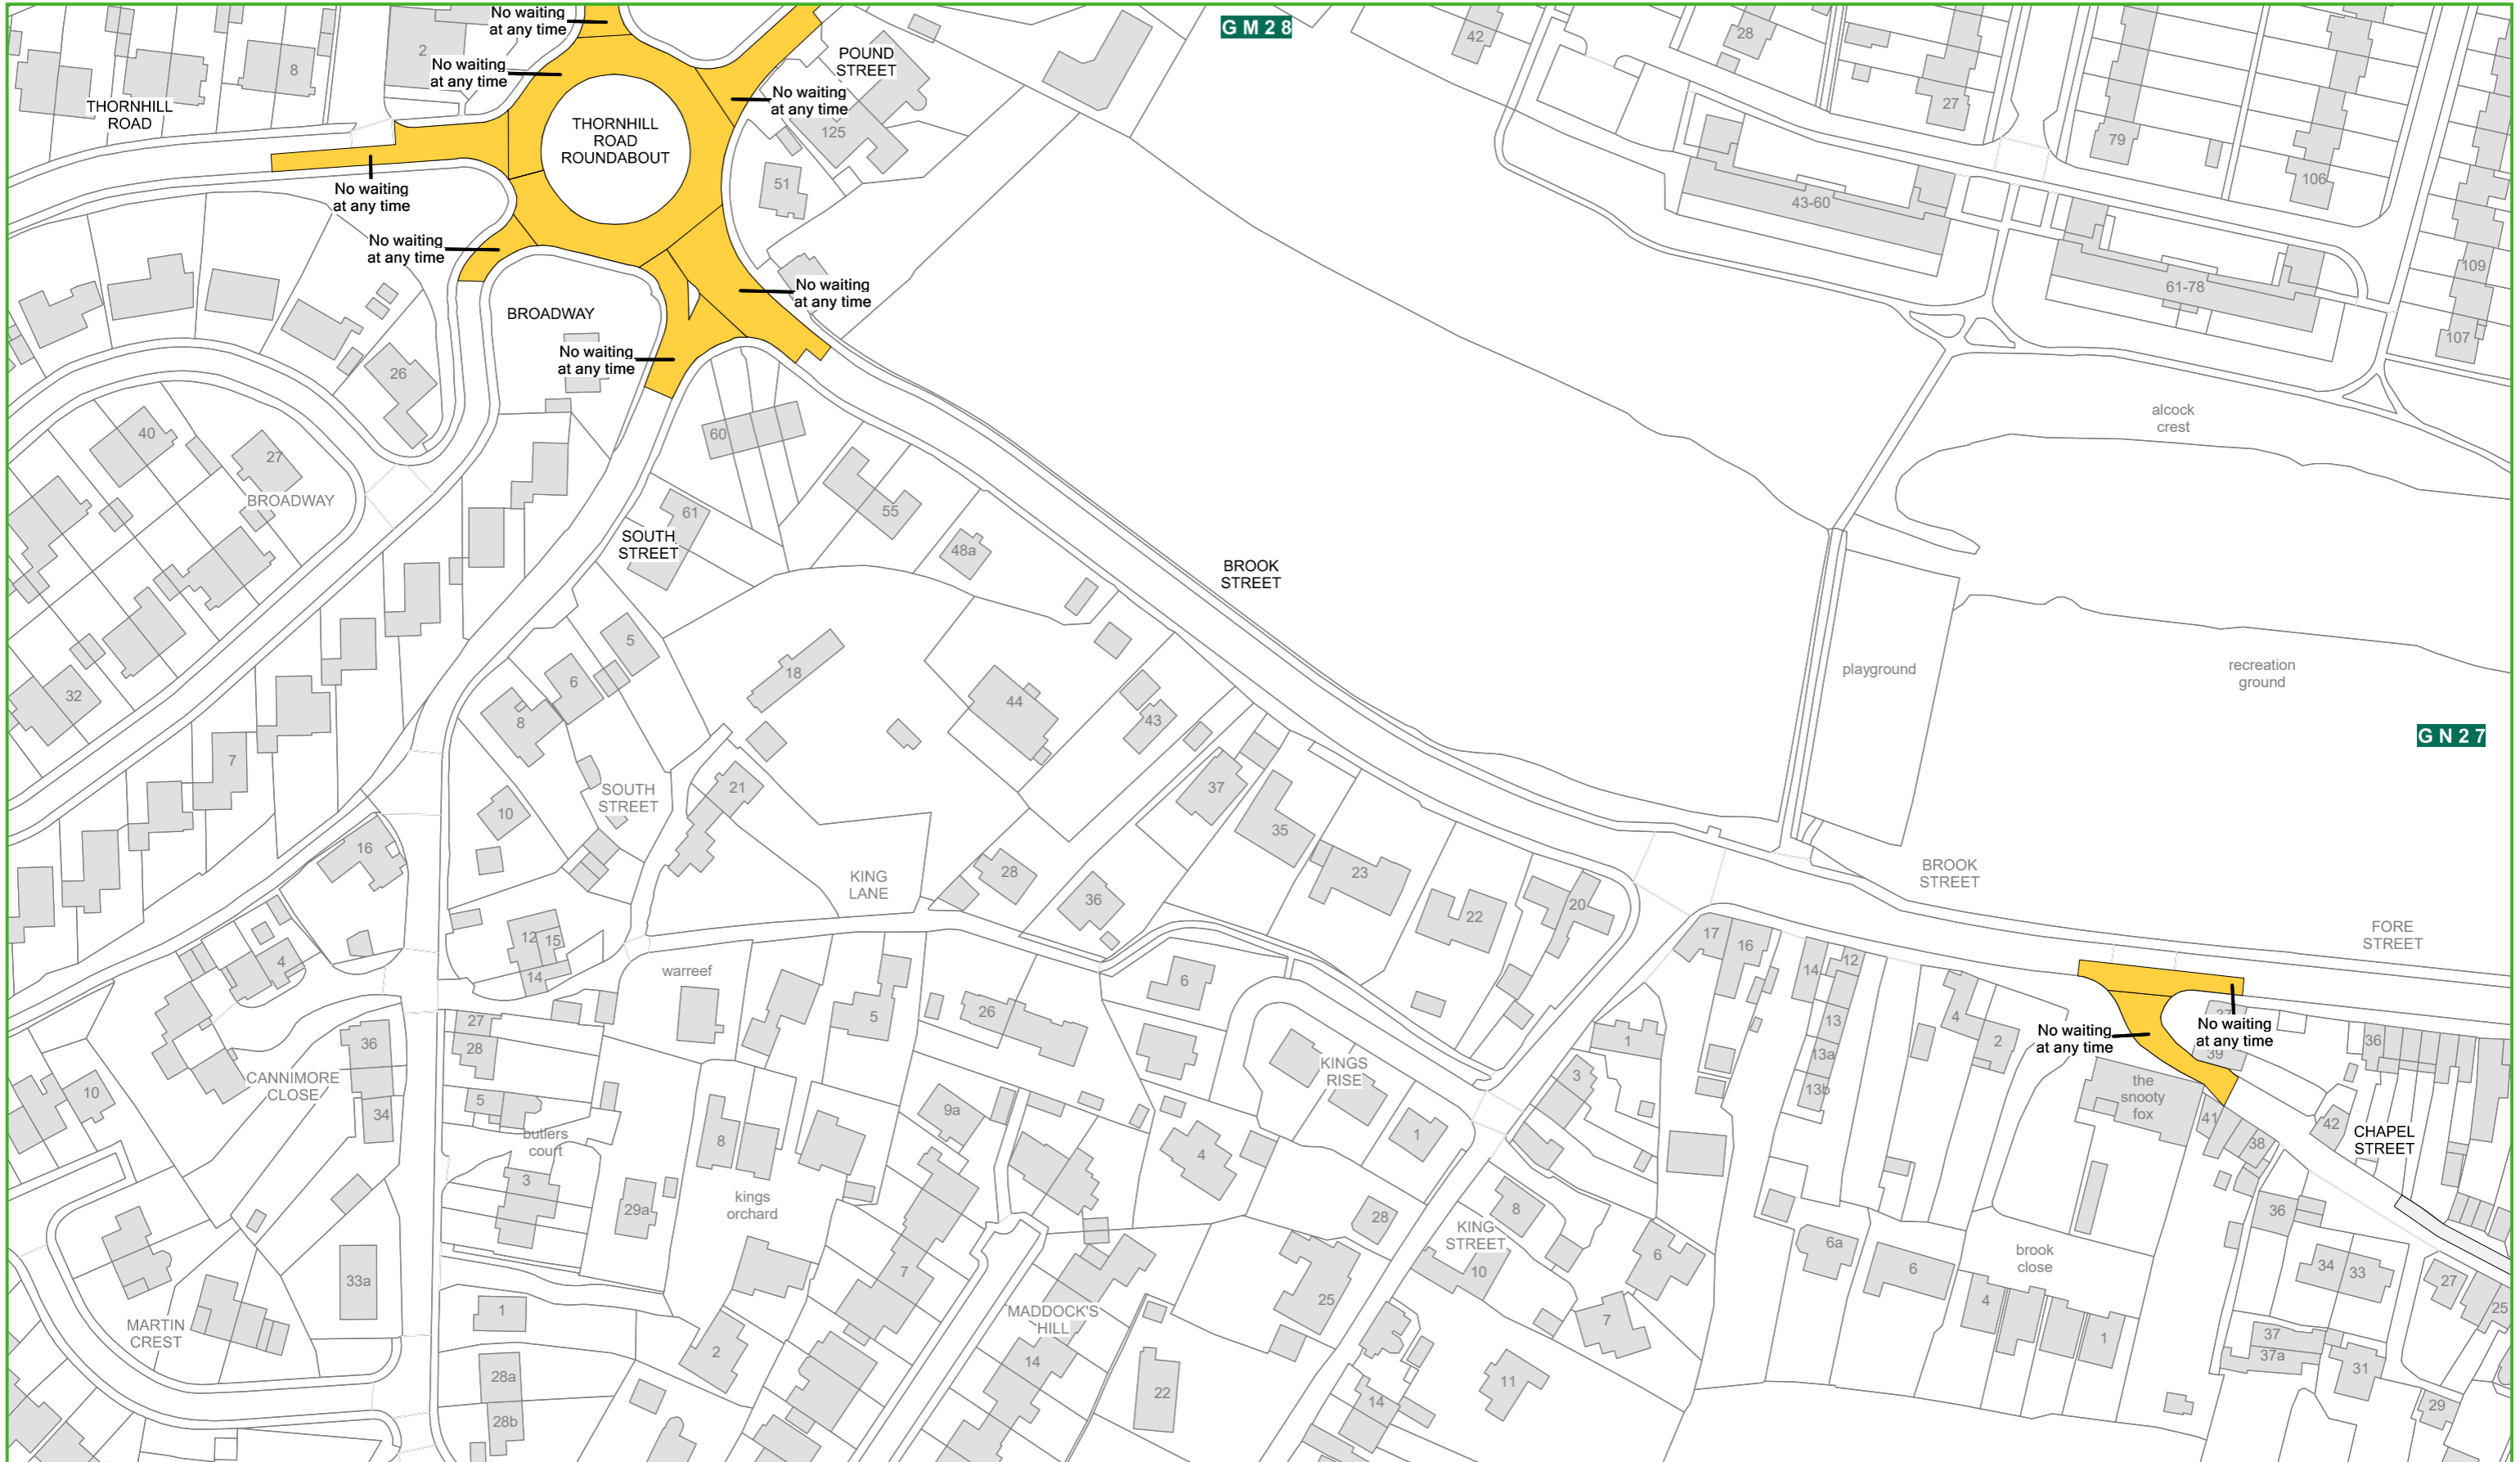 No waiting
at any time
GM28
42
28
2
8
No waiting
at any time
POUND
STREET
THORNHILL
ROAD
No waiting
at any time
27
79
125
THORNHILL
ROAD
ROUNDABOUT
106
51
No waiting
at any time
43-60
No waiting
at any time
109
61-78
No waiting
at any time
BROADWAY
107
No waiting
at any time
26
alcock
crest
40
60
27
BROADWAY
61
55
SOUTH
STREET
48a
BROOK
STREET
5
18
playground
recreation
ground
6
32
8
44
43
GN27
7
21
37
SOUTH
STREET
10
35
16
28
23
BROOK
STREET
KING
LANE
36
22
20
17
16
FORE
STREET
12
15
14
4
warreef
6
14
12
5
26
27
28
36
13
4
2
No waiting
at any time
37
No waiting
at any time
39
36
1
KINGS
RISE
CANNIMORE
CLOSE
10
34
5
9a
3
13a
13b
the
snooty
fox
41
42
38
CHAPEL
STREET
butlers
court
8
1
4
3
kings
orchard
29a
28
8
36
KING
STREET
6a
6
6
brook
close
34
33
33a
7
10
27
25
1
25
4
MARTIN
CREST
MADDOCK'S
HILL
7
1
37
37a
31
2
14
28a
22
11
14
29
28b